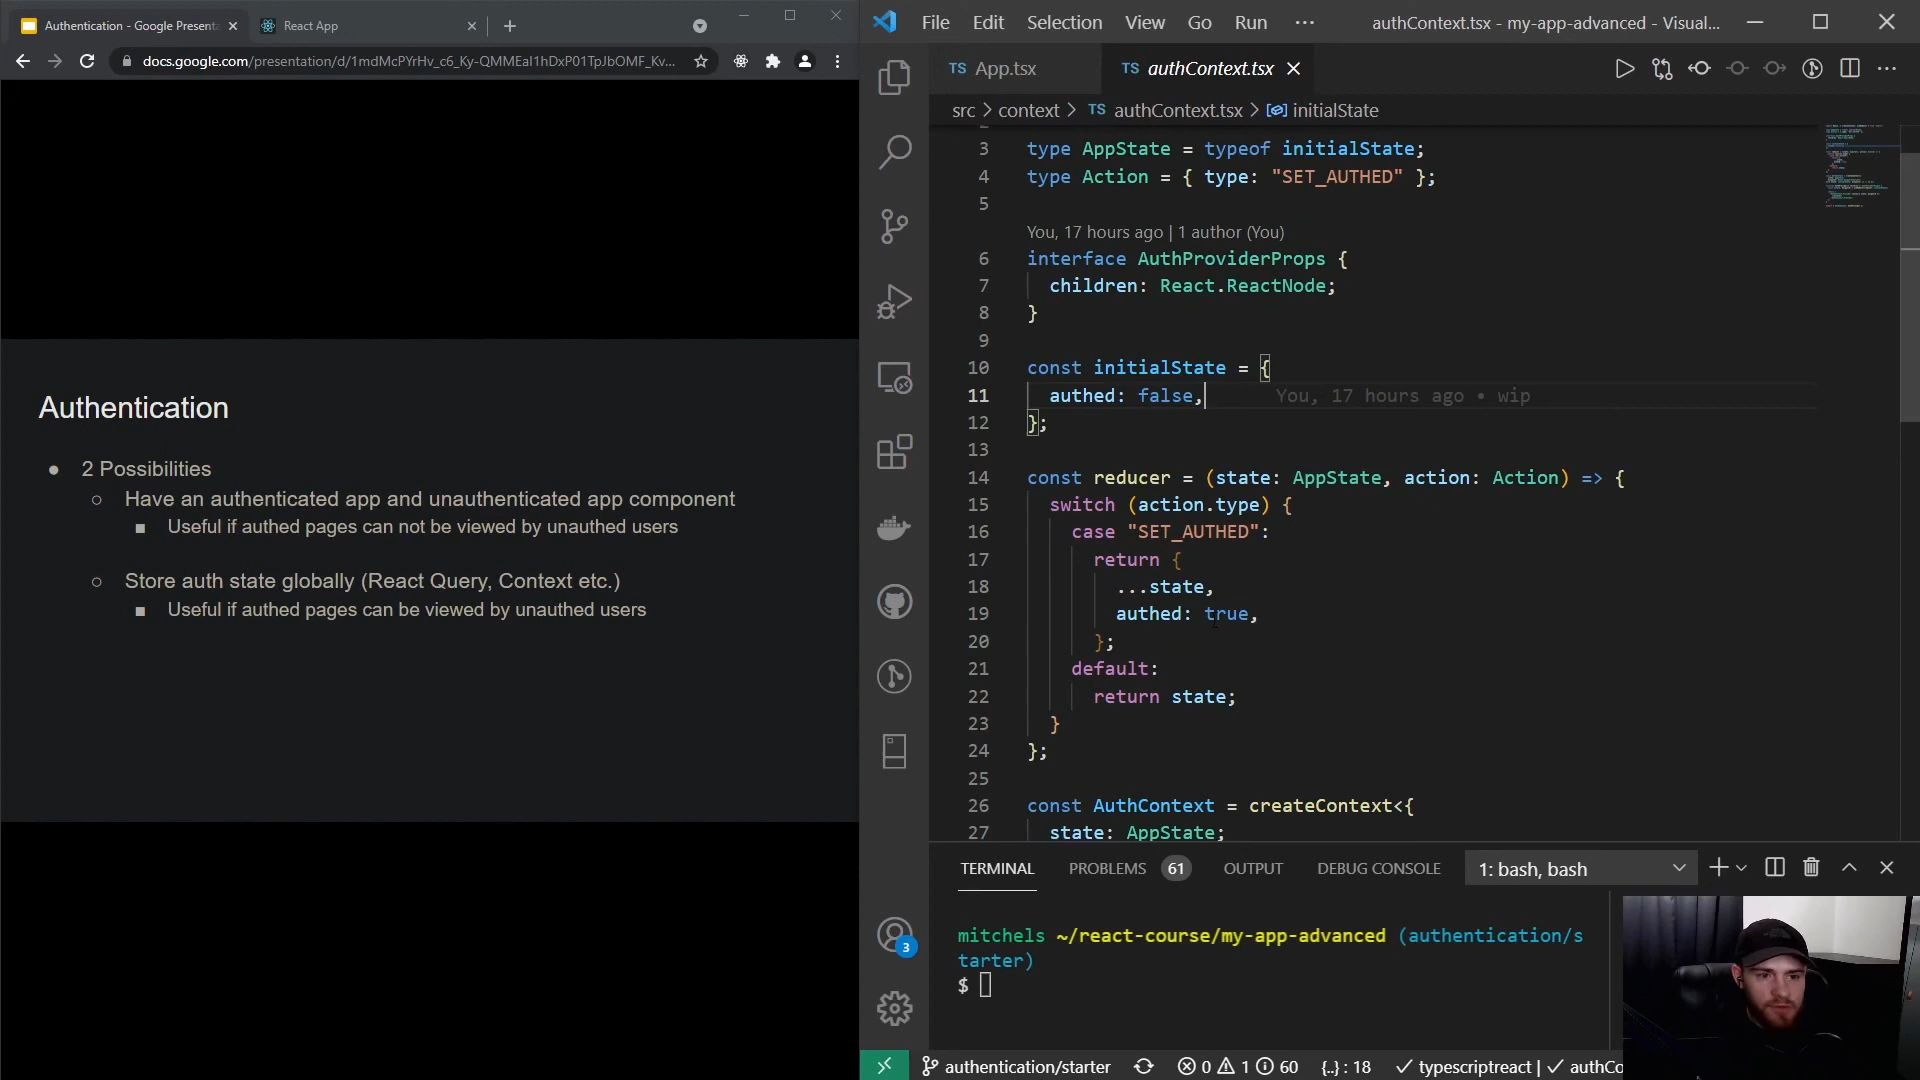 Authentication - Google Presenta
React App
docs.google.com/presentation/d/1mdMcPYrHv_c6_Ky-QMMEaI1hDxP01TpJbOMF_Kv...
Authentication
2 Possibilities
Have an authenticated app and unauthenticated app component
Useful if authed pages can not be viewed by unauthed users
Store auth state globally (React Query, Context etc.)
Useful if authed pages can be viewed by unauthed users
File Edit Selection View Go Run ··· authContext.tsx - my-app-advanced - Visual...
TS App.tsx TS authContext.tsx
src > context > TS authContext.tsx > initialState
3 type AppState = typeof initialState;
4 type Action = { type: "SET_AUTHED" };
5
You, 17 hours ago | 1 author (You)
6 interface AuthProviderProps {
7 children: React.ReactNode;
8 }
9
10 const initialState = {
11 authed: false, You, 17 hours ago • wip
12 };
13
14 const reducer = (state: AppState, action: Action) => {
15 switch (action.type) {
16 case "SET_AUTHED":
17 return {
18 ...state,
19 authed: true,
20 };
21 default:
22 return state;
23 }
24 };
25
26 const AuthContext = createContext<{
27 state: AppState;
TERMINAL PROBLEMS 61 OUTPUT DEBUG CONSOLE 1: bash, bash
mitchels ~/react-course/my-app-advanced (authentication/s
tarter)
$
3
authentication/starter 0 1 60 {..} : 18 typescriptreact | authCo